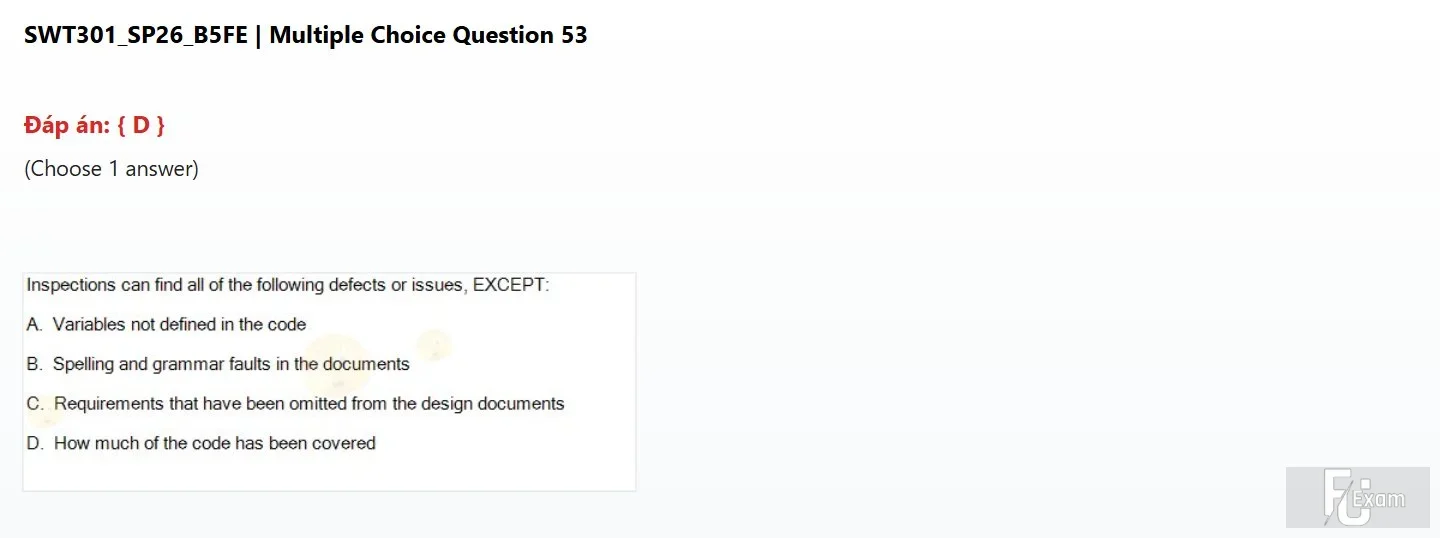 SWT301_SP26_B5FE | Multiple Choice Question 53
Đáp án: { D }
(Choose 1 answer)
Inspections can find all of the following defects or issues, EXCEPT:
A. Variables not defined in the code
B. Spelling and grammar faults in the documents
C. Requirements that have been omitted from the design documents
D. How much of the code has been covered
FU Exam